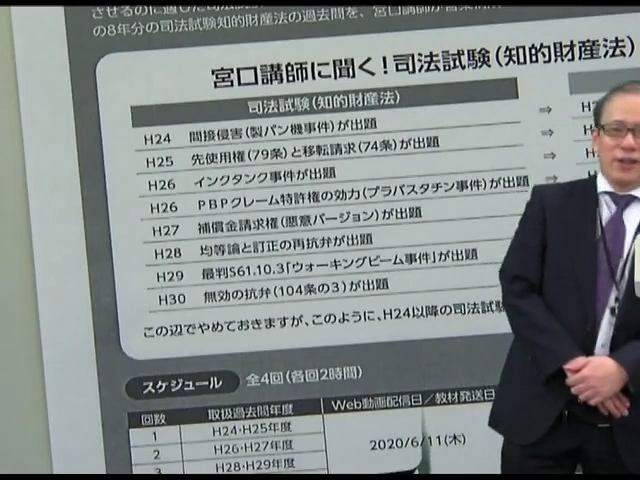 の8年分の司法試験知的財産法の過去問を、宮口講師が
宮口講師に聞く！司法試験(知的財産法)
司法試験(知的財産法)
H24 間接侵害(製パン機事件)が出題 ⇒
H25 先使用権(79条)と移転請求(74条)が出題 ⇒
H26 インクタンク事件が出題 ⇒
H26 PBPクレーム特許権の効力(プラバスタチン事件)が出題 ⇒
H27 補償金請求権(悪意バージョン)が出題
H28 均等論と訂正の再抗弁が出題
H29 最判S61.10.3「ウォーキングビーム事件」が出題
H30 無効の抗弁(104条の3)が出題
この辺でやめておきますが、このように、H24以降の司法試験
スケジュール 全4回(各回2時間)
回数 取扱過去問年度 Web動画配信日／教材発送日
1 H24・H25年度
2 H26・H27年度 2020/6/11(木)
3 H28・H29年度